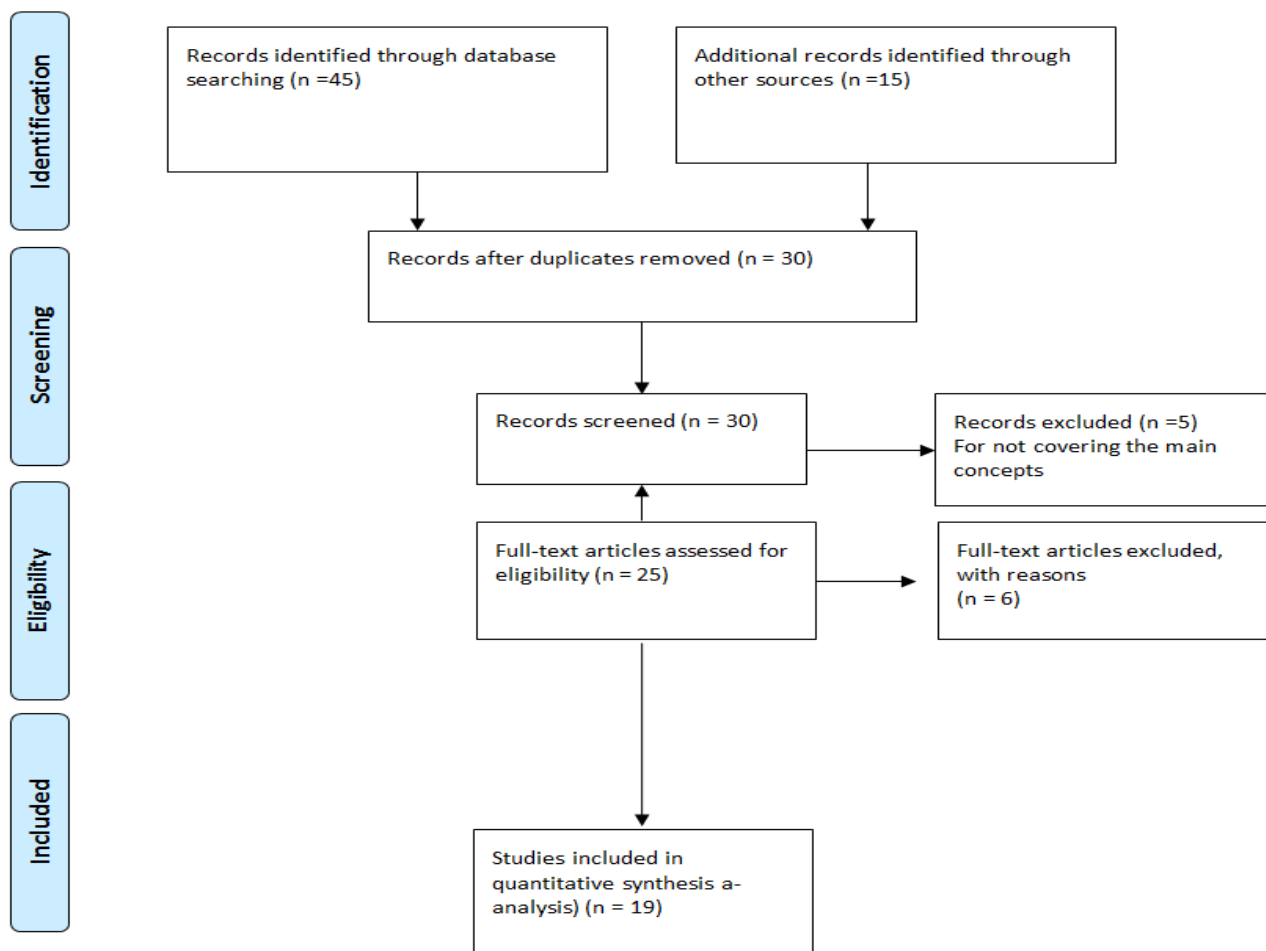 Identification
Records identified through database
searching (n =45)
Additional records identified through
other sources (n =15)
Screening
Records after duplicates removed (n = 30)
Records screened (n = 30)
Records excluded (n =5)
For not covering the main
concepts
Eligibility
Full-text articles assessed for
eligibility (n = 25)
Full-text articles excluded,
with reasons
(n = 6)
Included
Studies included in
quantitative synthesis a-
analysis) (n = 19)